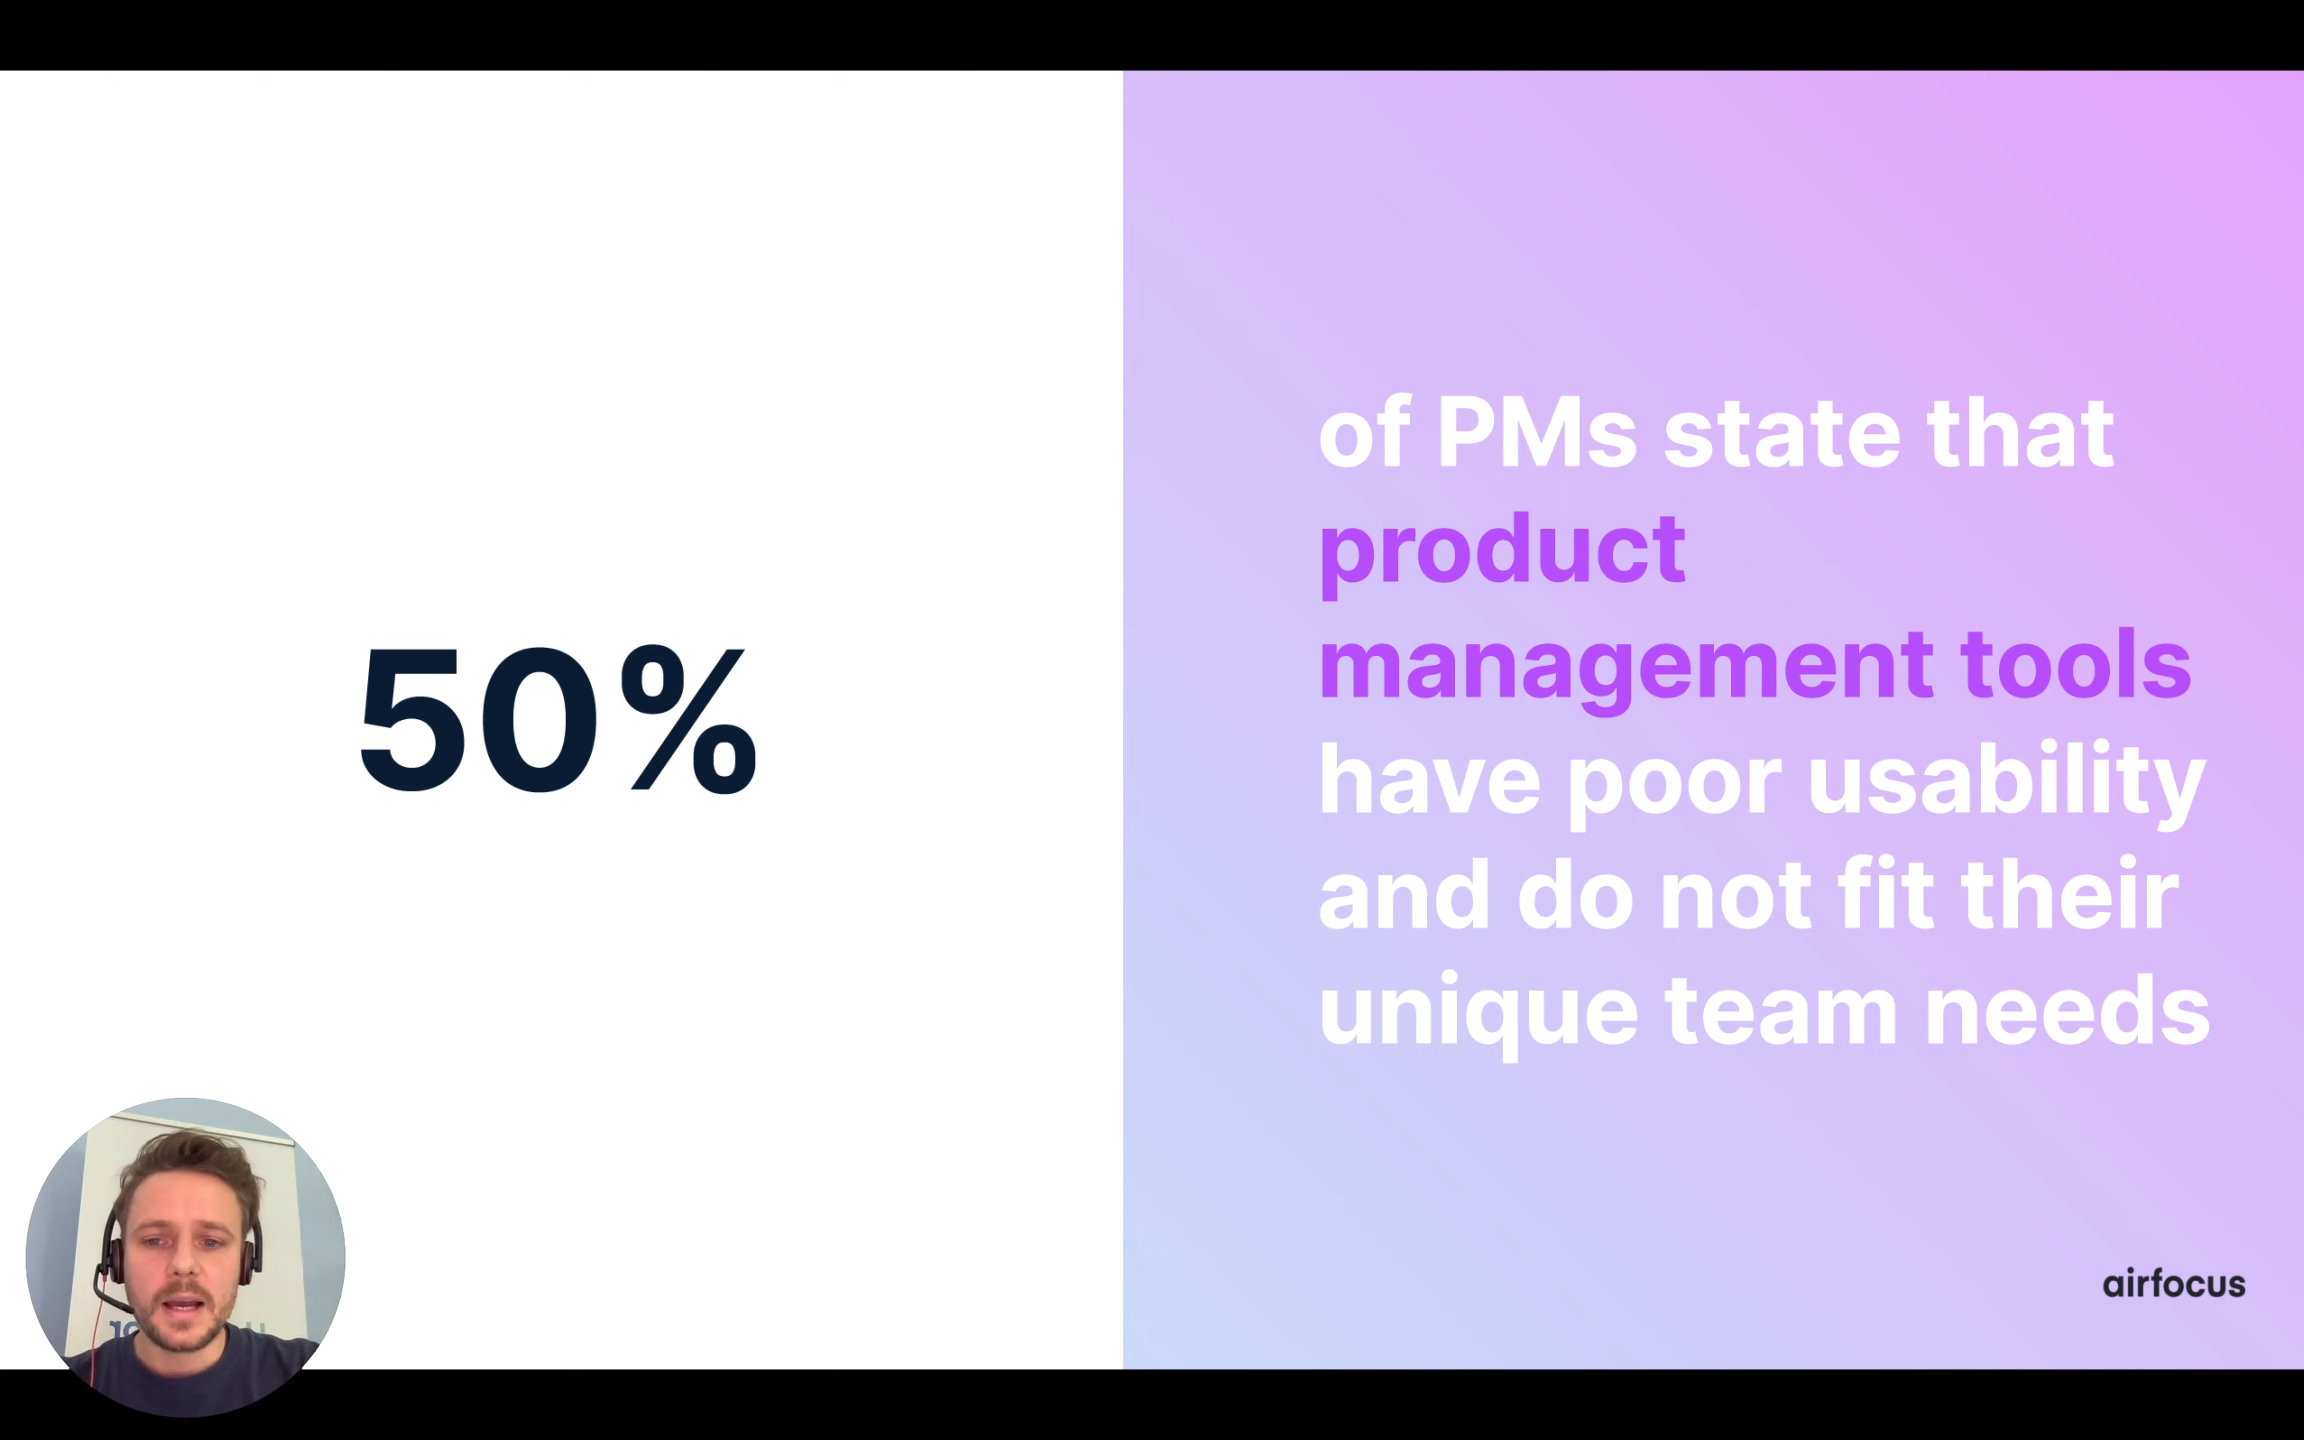 50%
of PMs state that
product
management tools
have poor usability
and do not fit their
unique team needs
airfocus